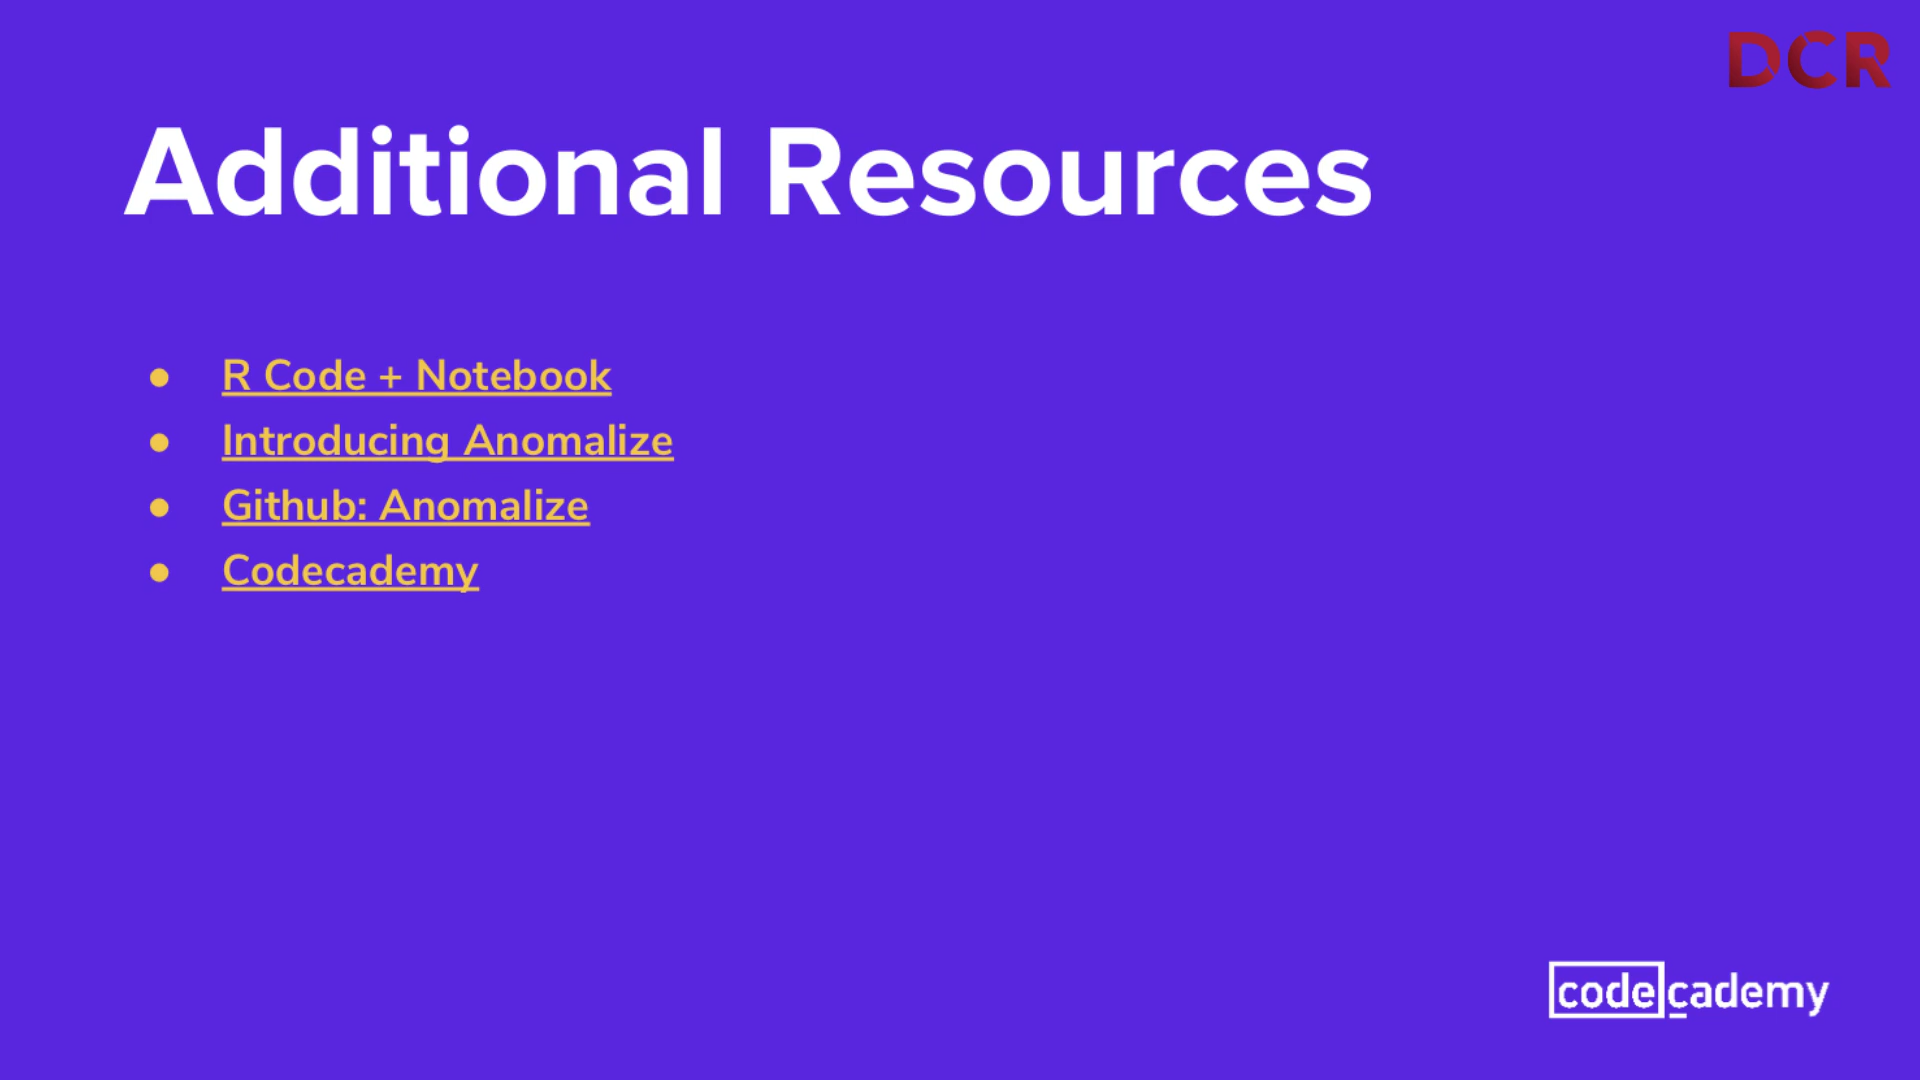 DCR
Additional Resources
● R Code + Notebook
● Introducing Anomalize
● Github: Anomalize
● Codecademy
codecademy